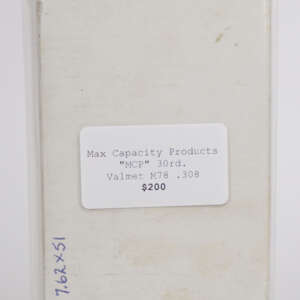 Max Capacity Products
"MCP" 30rd.
Valmet M78 .308
$200
7.62x51